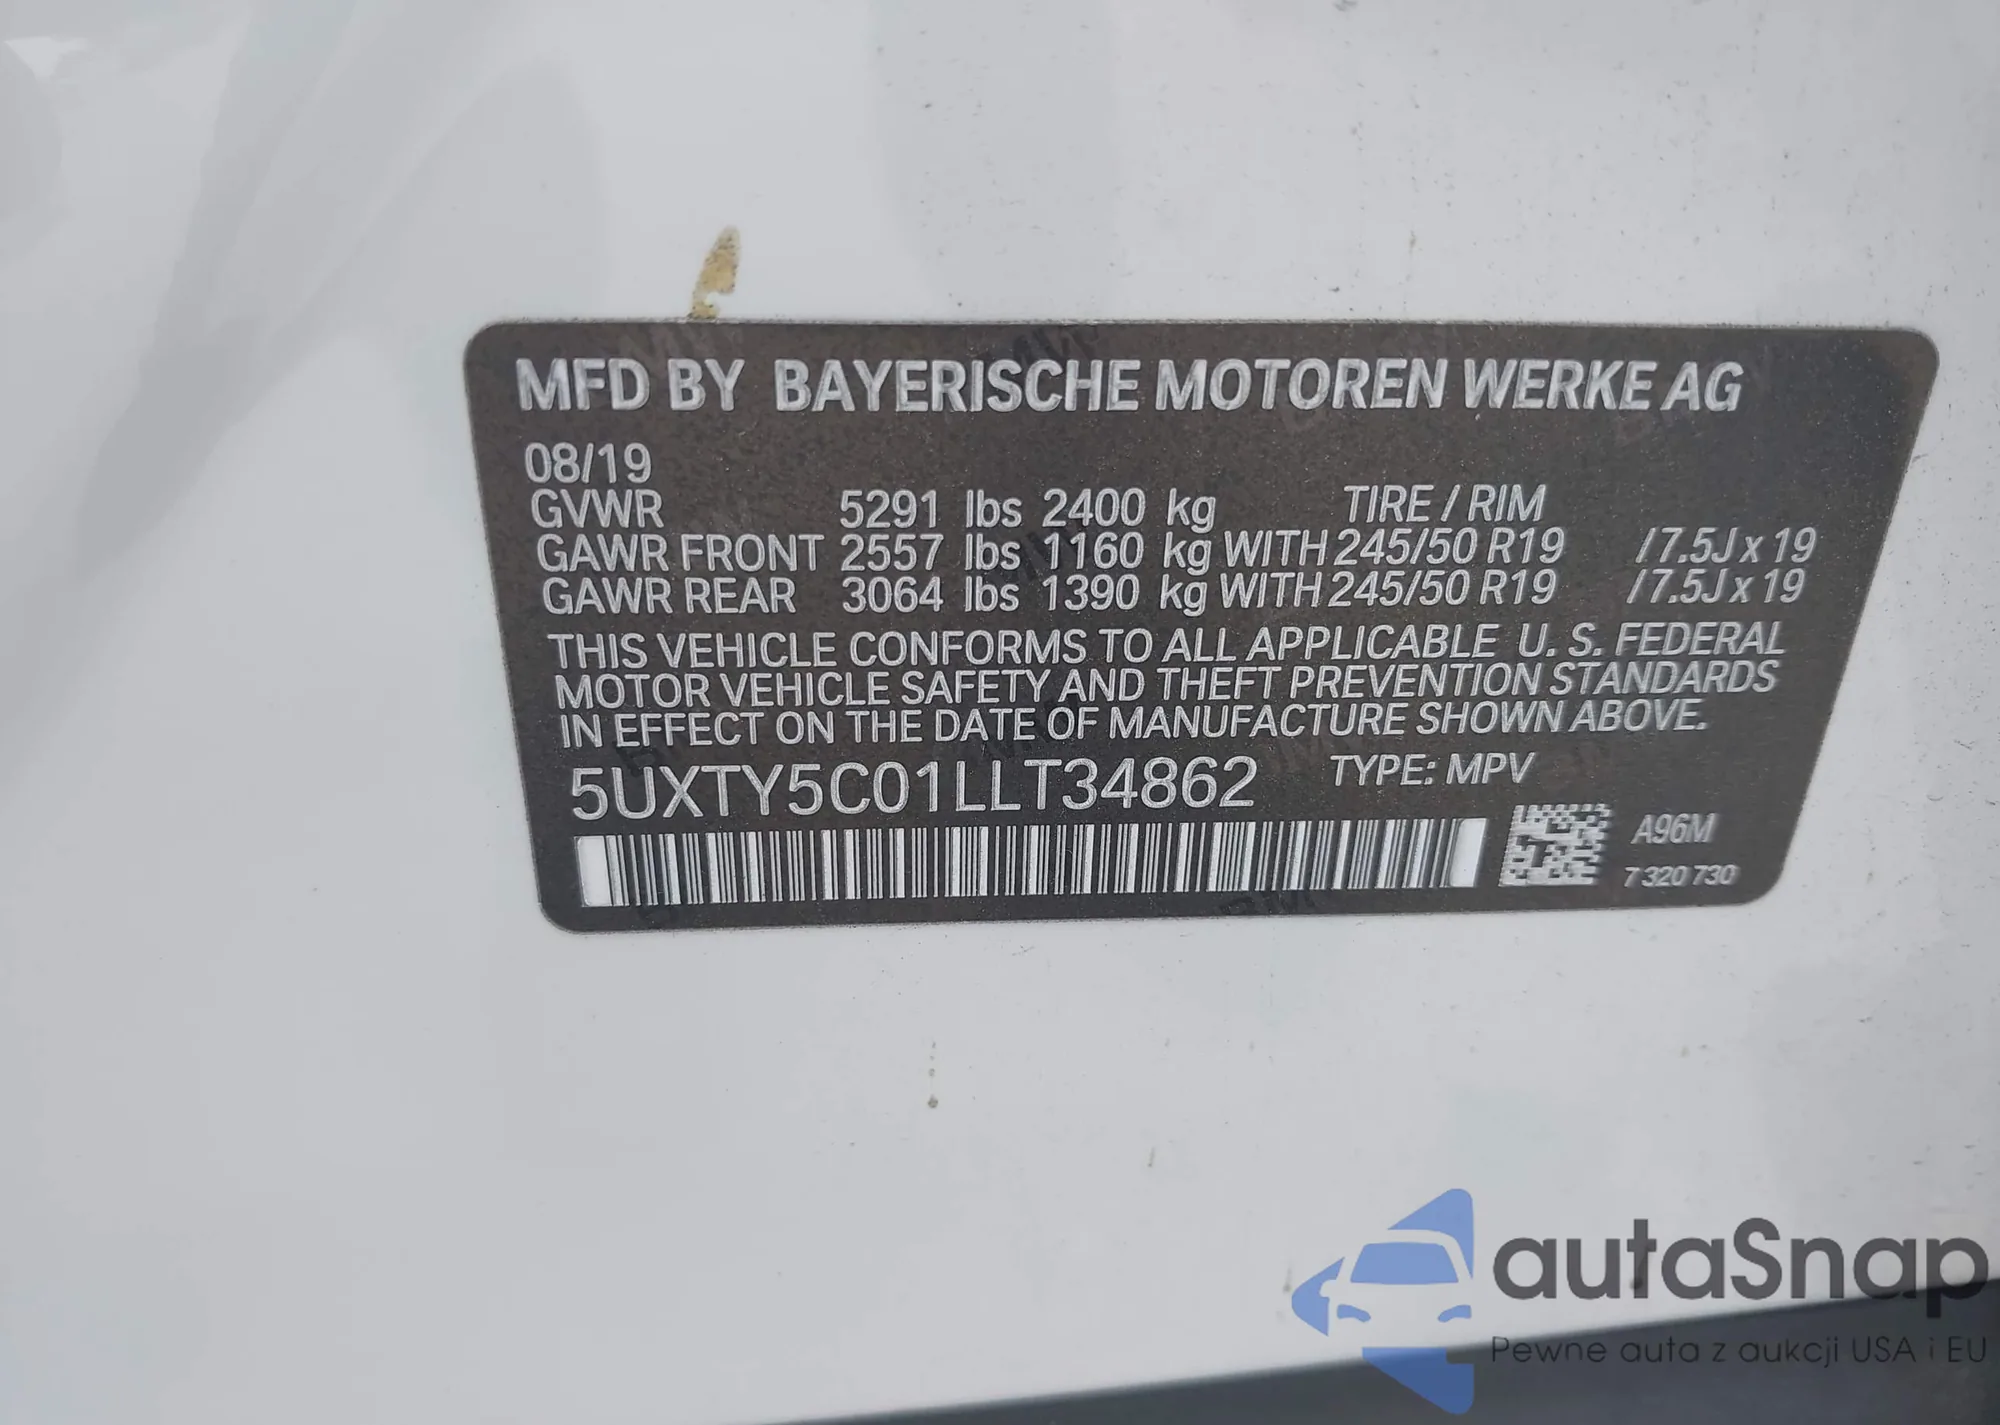 MFD BY BAYERISCHE MOTOREN WERKE AG
08/19
GVWR 5291 lbs 2400 kg TIRE / RIM
GAWR FRONT 2557 lbs 1160 kg WITH 245/50 R19 /7.5J x 19
GAWR REAR 3064 lbs 1390 kg WITH 245/50 R19 /7.5J x 19
THIS VEHICLE CONFORMS TO ALL APPLICABLE U. S. FEDERAL
MOTOR VEHICLE SAFETY AND THEFT PREVENTION STANDARDS
IN EFFECT ON THE DATE OF MANUFACTURE SHOWN ABOVE.
5UXTY5C01LLT34862 TYPE: MPV
A96M
7 320 730
autaSnap
Pewne auta z aukcji USA i EU